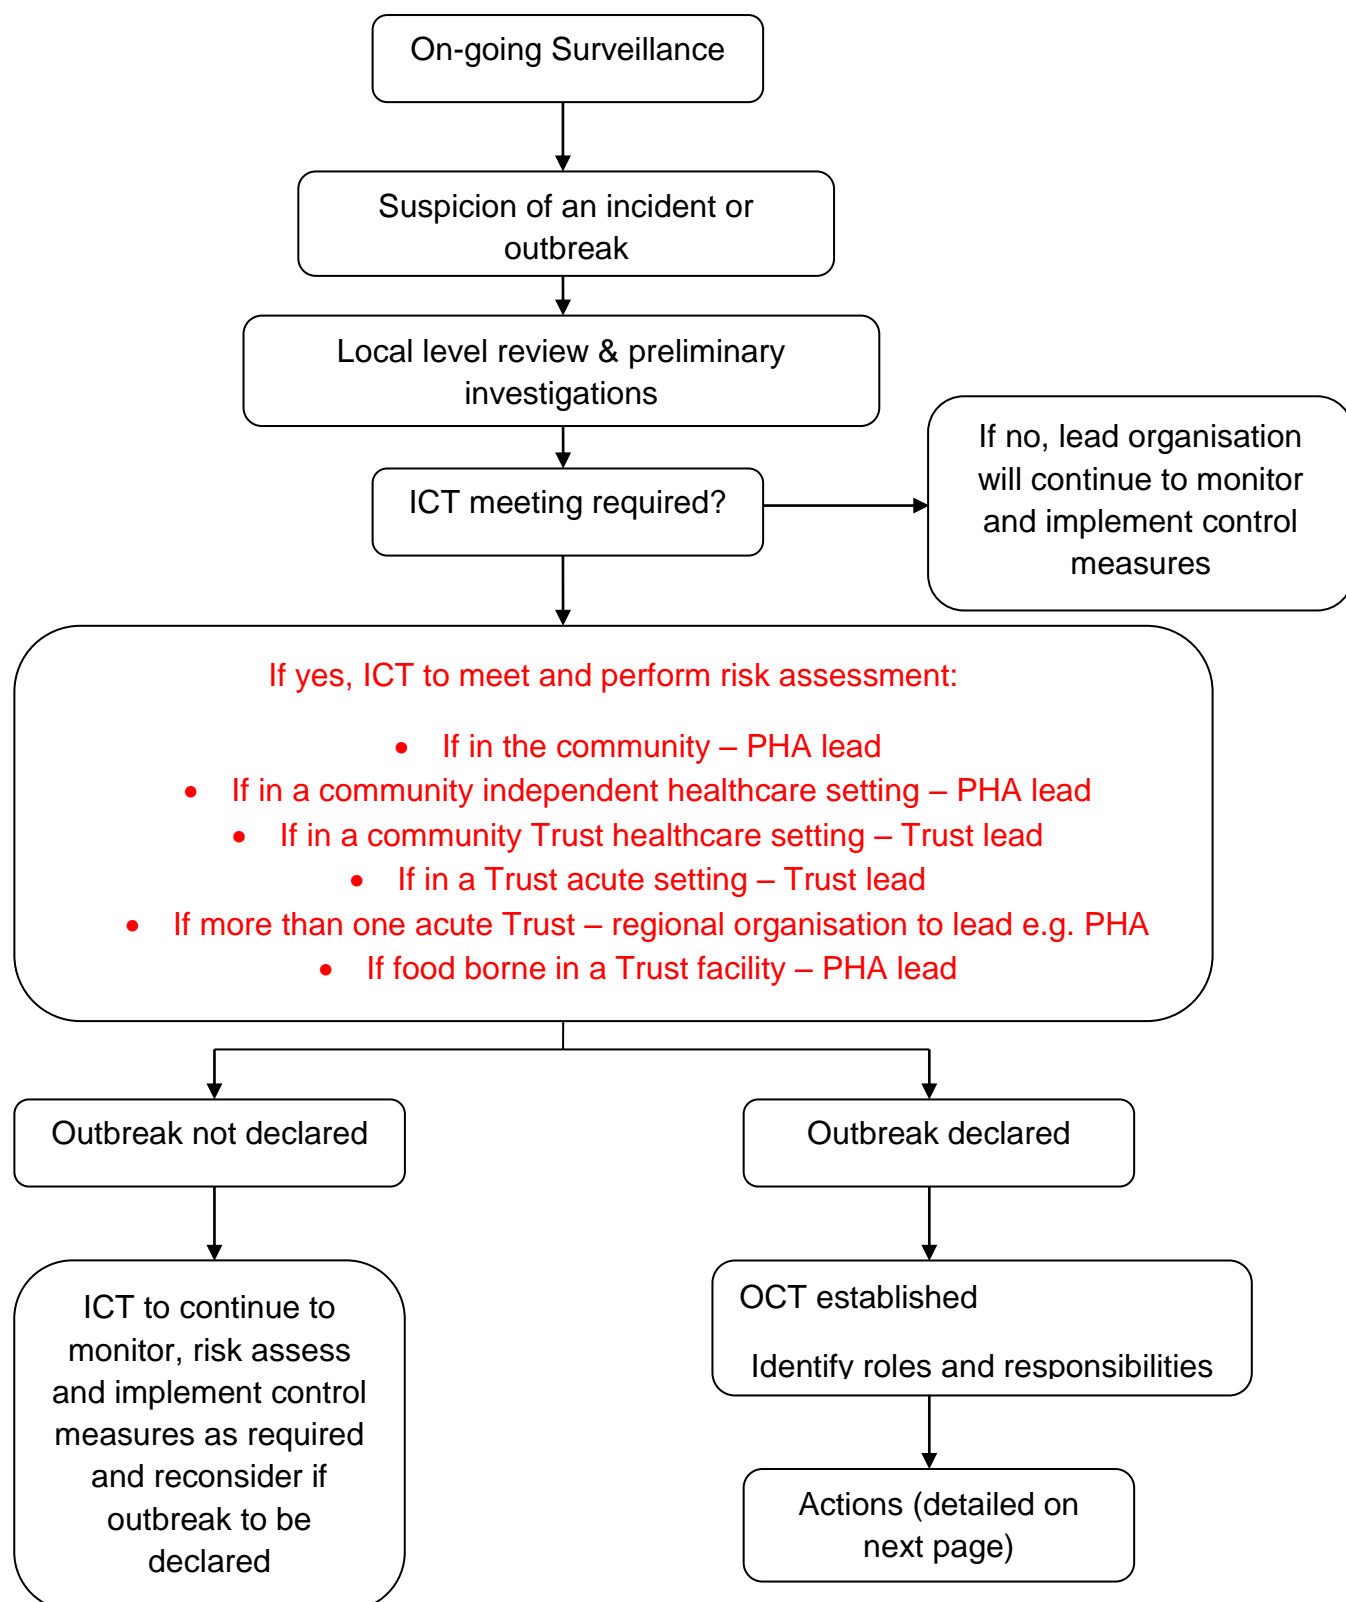 On-going Surveillance
Suspicion of an incident or
outbreak
Local level review & preliminary
investigations
ICT meeting required?
If no, lead organisation
will continue to monitor
and implement control
measures
If yes, ICT to meet and perform risk assessment:
• If in the community – PHA lead
• If in a community independent healthcare setting – PHA lead
• If in a community Trust healthcare setting – Trust lead
• If in a Trust acute setting – Trust lead
• If more than one acute Trust – regional organisation to lead e.g. PHA
• If food borne in a Trust facility – PHA lead
Outbreak not declared
Outbreak declared
ICT to continue to
monitor, risk assess
and implement control
measures as required
and reconsider if
outbreak to be
declared
OCT established
Identify roles and responsibilities
Actions (detailed on
next page)